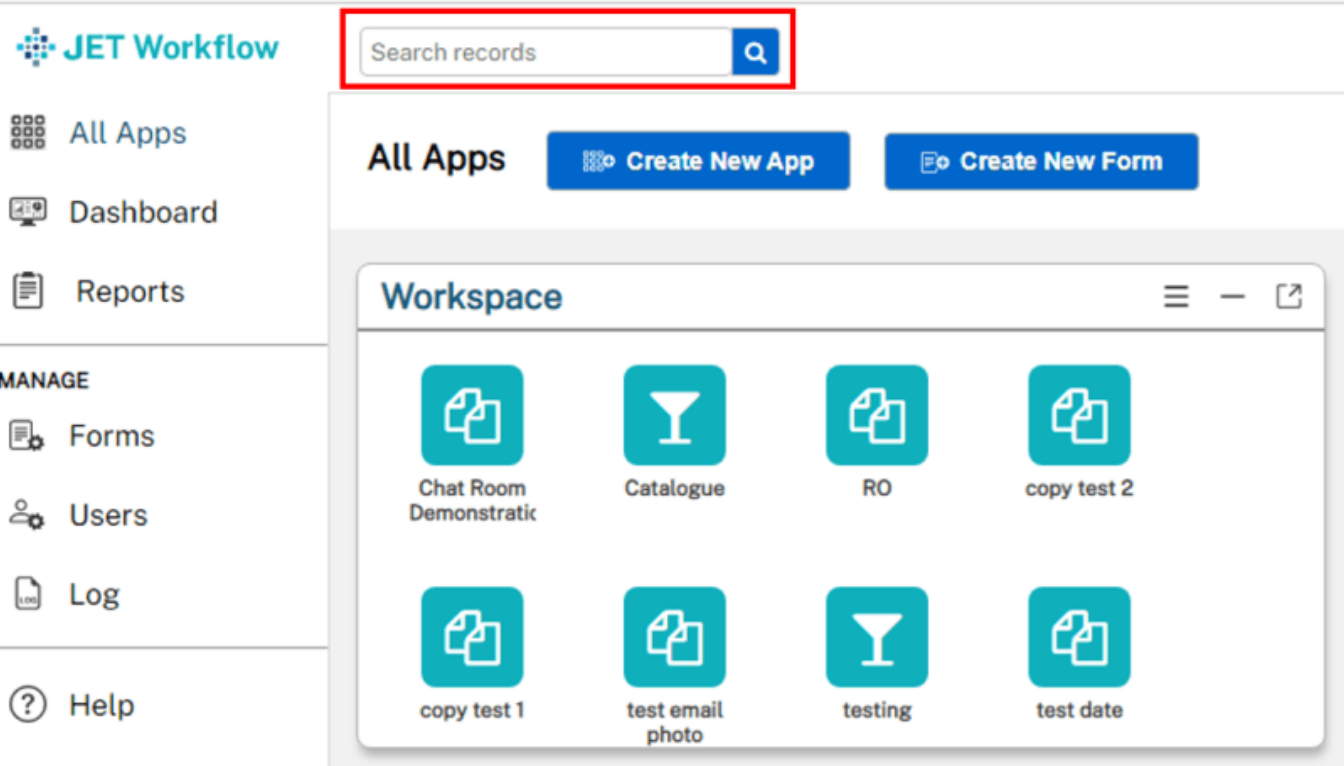 JET Workflow
Search records
All Apps
Dashboard
Reports
MANAGE
Forms
Users
Log
Help
All Apps
Create New App
Create New Form
Workspace
Chat Room
Demonstratic
Catalogue
RO
copy test 2
copy test 1
test email
photo
testing
test date
LOG